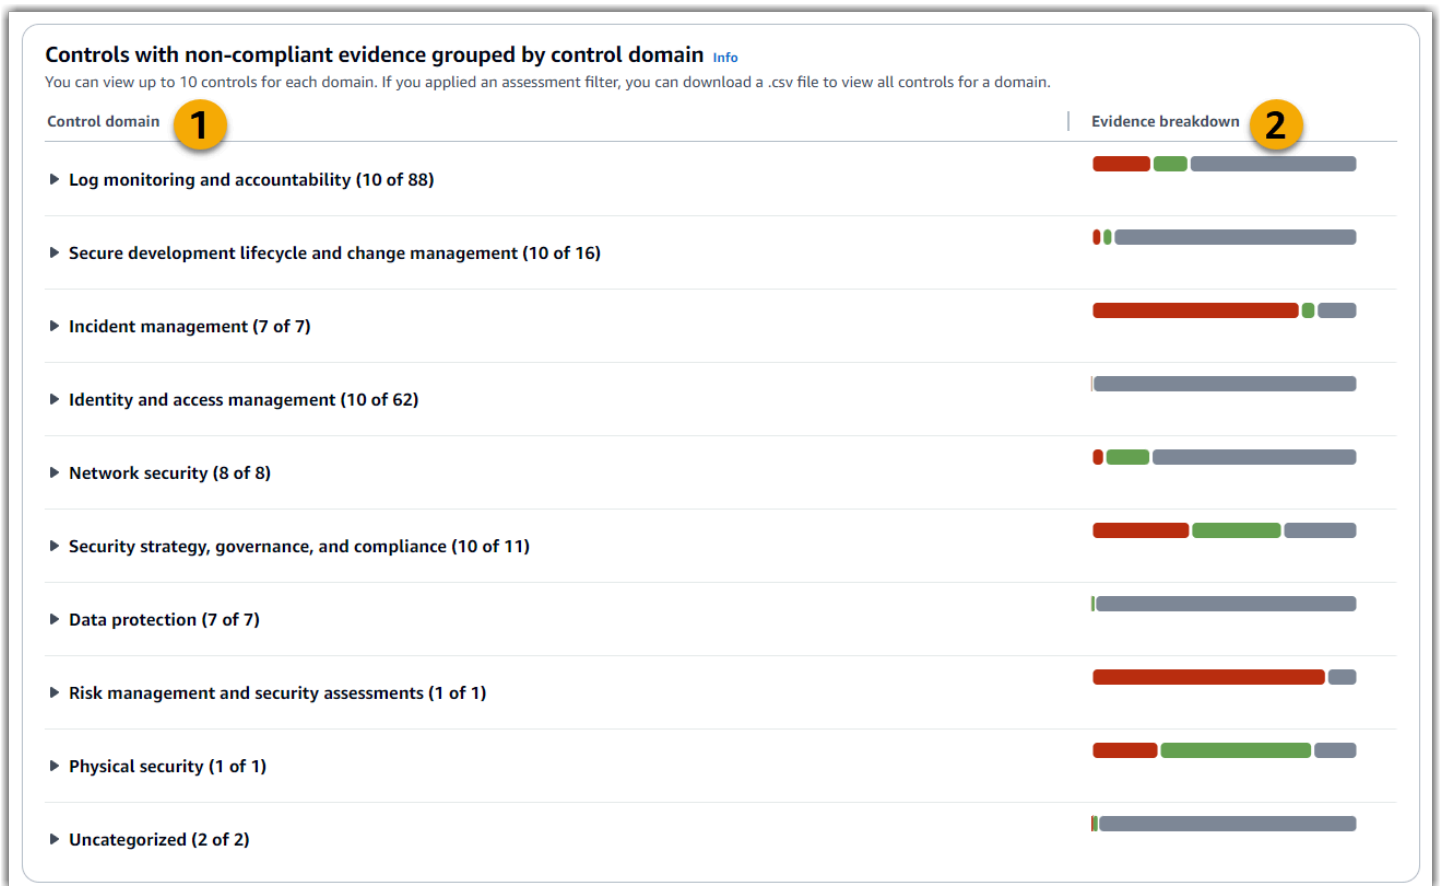 Controls with non-compliant evidence grouped by control domain Info
You can view up to 10 controls for each domain. If you applied an assessment filter, you can download a .csv file to view all controls for a domain.
Control domain 1 Evidence breakdown 2
Log monitoring and accountability (10 of 88)
Secure development lifecycle and change management (10 of 16)
Incident management (7 of 7)
Identity and access management (10 of 62)
Network security (8 of 8)
Security strategy, governance, and compliance (10 of 11)
Data protection (7 of 7)
Risk management and security assessments (1 of 1)
Physical security (1 of 1)
Uncategorized (2 of 2)